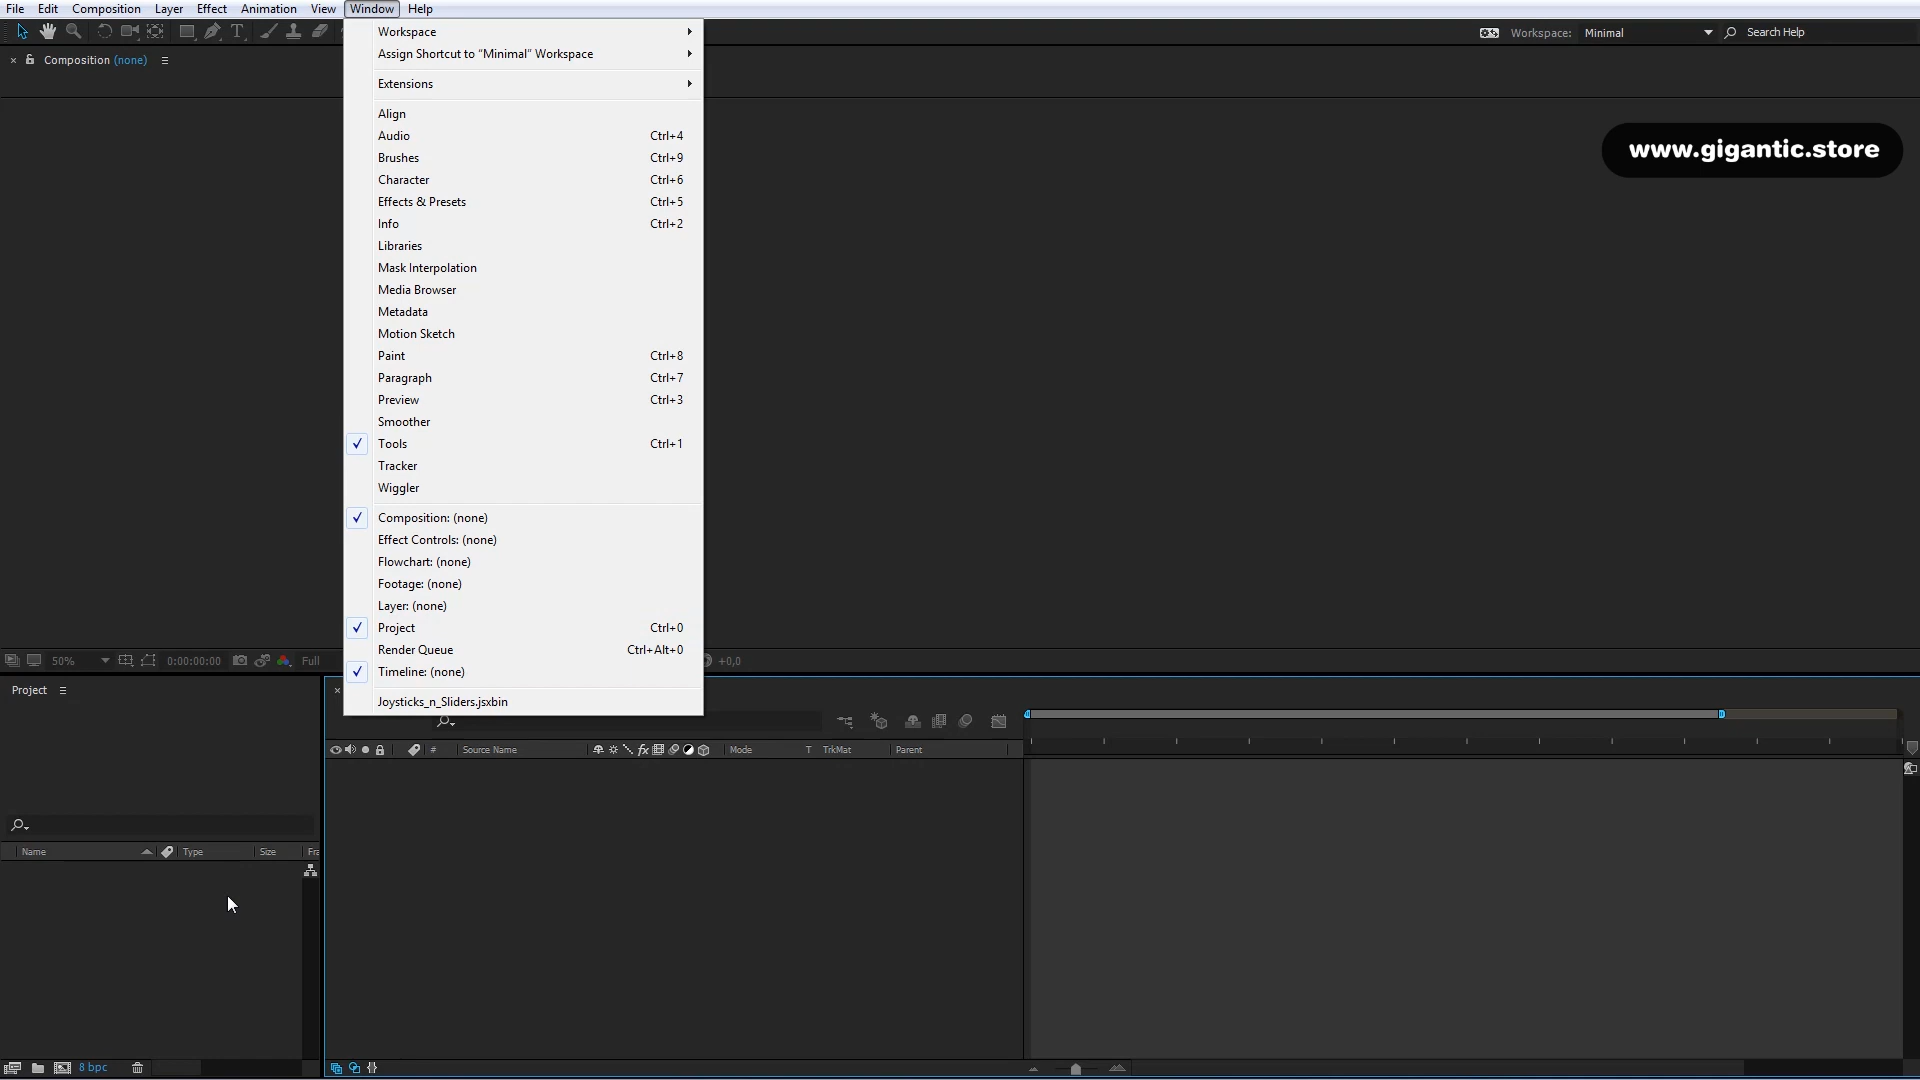 File Edit Composition Layer Effect Animation View Window Help
Workspace
Assign Shortcut to “Minimal” Workspace
Extensions
Align
Audio Ctrl+4
Brushes Ctrl+9
Character Ctrl+6
Effects & Presets Ctrl+5
Info Ctrl+2
Libraries
Mask Interpolation
Media Browser
Metadata
Motion Sketch
Paint Ctrl+8
Paragraph Ctrl+7
Preview Ctrl+3
Smoother
Tools Ctrl+1
Tracker
Wiggler
Composition: (none)
Effect Controls: (none)
Flowchart: (none)
Footage: (none)
Layer: (none)
Project Ctrl+0
Render Queue Ctrl+Alt+0
Timeline: (none)
Joysticks_n_Sliders.jsxbin
Workspace: Minimal Search Help
Composition (none)
www.gigantic.store
50% 0:00:00:00 Full +0,0
Project
Name Type Size Fra
8 bpc
# Source Name fx Mode T TrkMat Parent